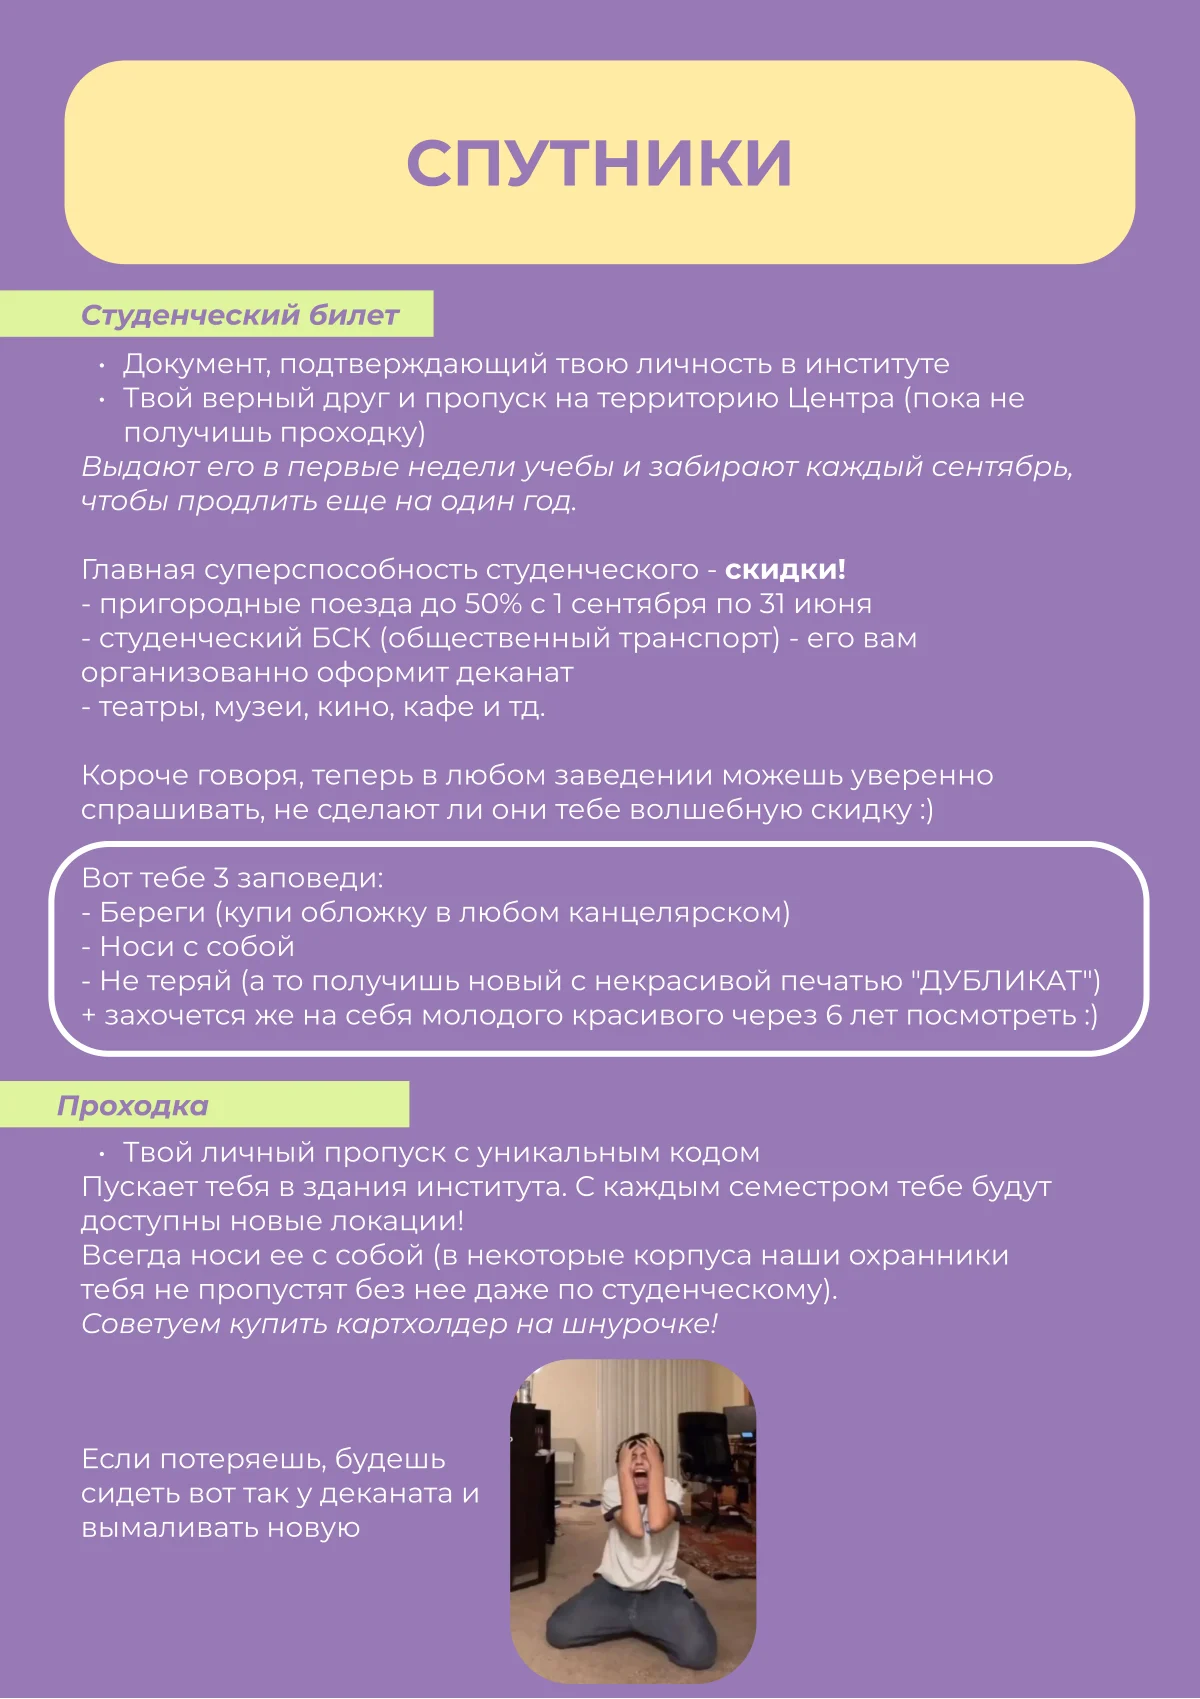 СПУТНИКИ
Студенческий билет
• Документ, подтверждающий твою личность в институте
• Твой верный друг и пропуск на территорию Центра (пока не
получишь проходку)
Выдают его в первые недели учебы и забирают каждый сентябрь,
чтобы продлить еще на один год.
Главная суперспособность студенческого - скидки!
- пригородные поезда до 50% с 1 сентября по 31 июня
- студенческий БСК (общественный транспорт) - его вам
организованно оформит деканат
- театры, музеи, кино, кафе и тд.
Короче говоря, теперь в любом заведении можешь уверенно
спрашивать, не сделают ли они тебе волшебную скидку :)
Вот тебе 3 заповеди:
- Береги (купи обложку в любом канцелярском)
- Носи с собой
- Не теряй (а то получишь новый с некрасивой печатью "ДУБЛИКАТ")
+ захочется же на себя молодого красивого через 6 лет посмотреть :)
Проходка
• Твой личный пропуск с уникальным кодом
Пускает тебя в здания института. С каждым семестром тебе будут
доступны новые локации!
Всегда носи ее с собой (в некоторые корпуса наши охранники
тебя не пропустят без нее даже по студенческому).
Советуем купить картхолдер на шнурочке!
Если потеряешь, будешь
сидеть вот так у деканата и
вымаливать новую